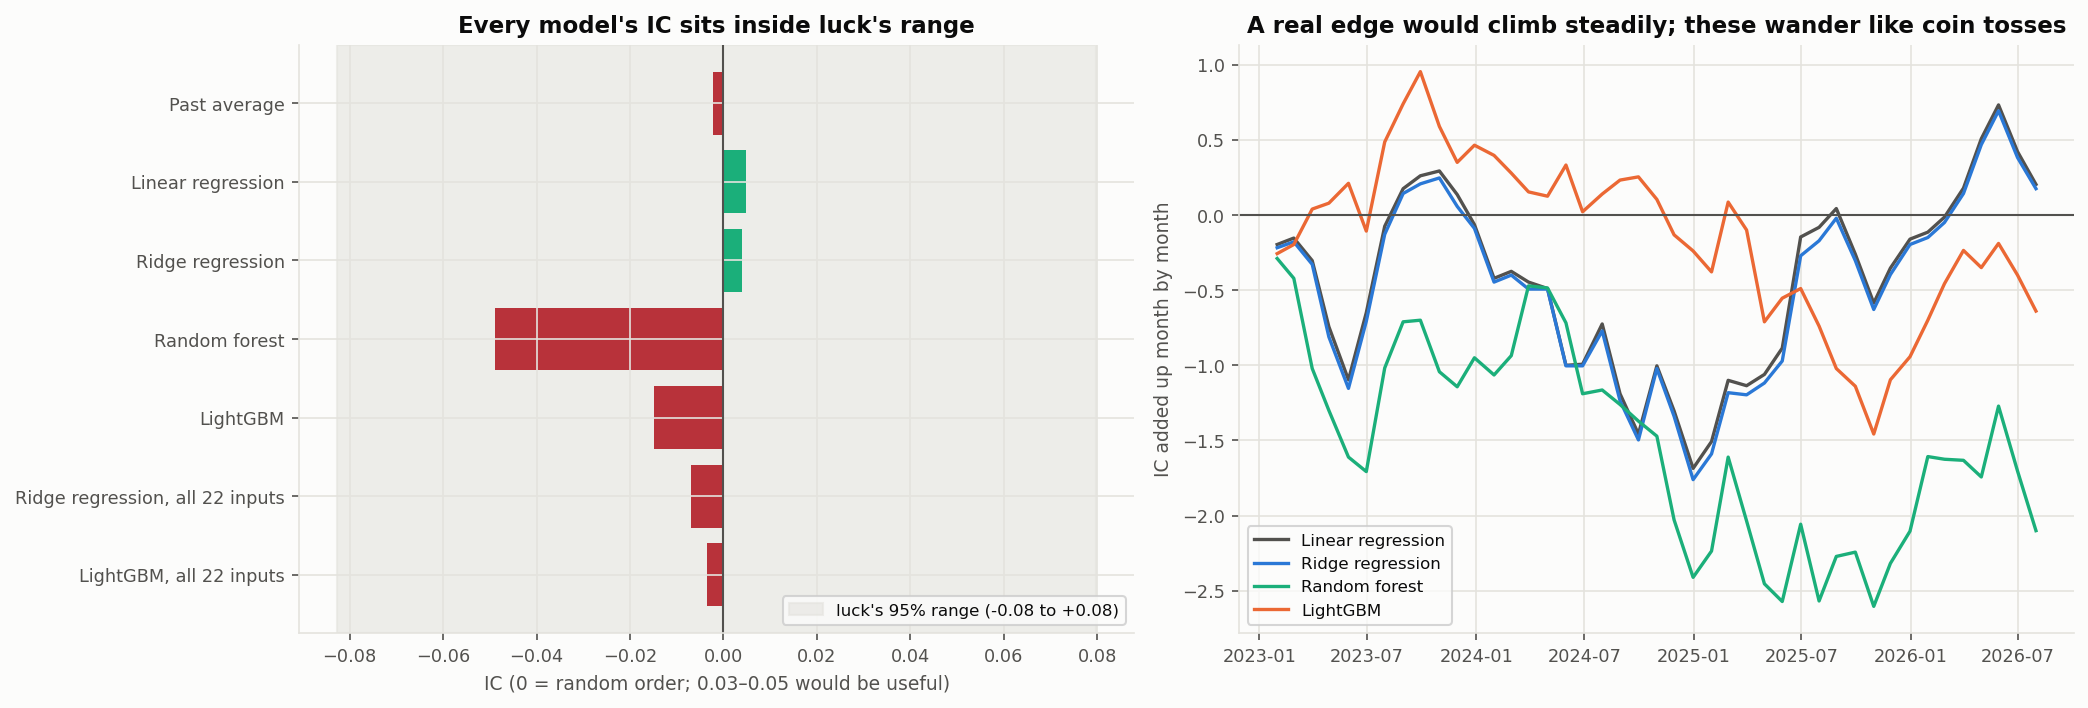 Every model's IC sits inside luck's range
Past average
Linear regression
Ridge regression
Random forest
LightGBM
Ridge regression, all 22 inputs
LightGBM, all 22 inputs
luck's 95% range (-0.08 to +0.08)
−0.08 −0.06 −0.04 −0.02 0.00 0.02 0.04 0.06 0.08
IC (0 = random order; 0.03–0.05 would be useful)
A real edge would climb steadily; these wander like coin tosses
IC added up month by month
1.0
0.5
0.0
−0.5
−1.0
−1.5
−2.0
−2.5
Linear regression
Ridge regression
Random forest
LightGBM
2023-01 2023-07 2024-01 2024-07 2025-01 2025-07 2026-01 2026-07